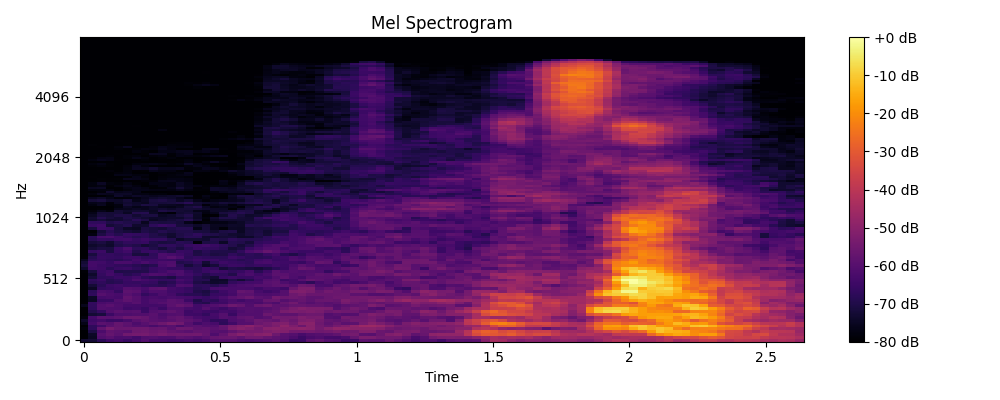 Mel Spectrogram
+0 dB
-10 dB
-20 dB
-30 dB
-40 dB
-50 dB
-60 dB
-70 dB
-80 dB
4096
2048
1024
512
0
Hz
0
0.5
1
1.5
2
2.5
Time